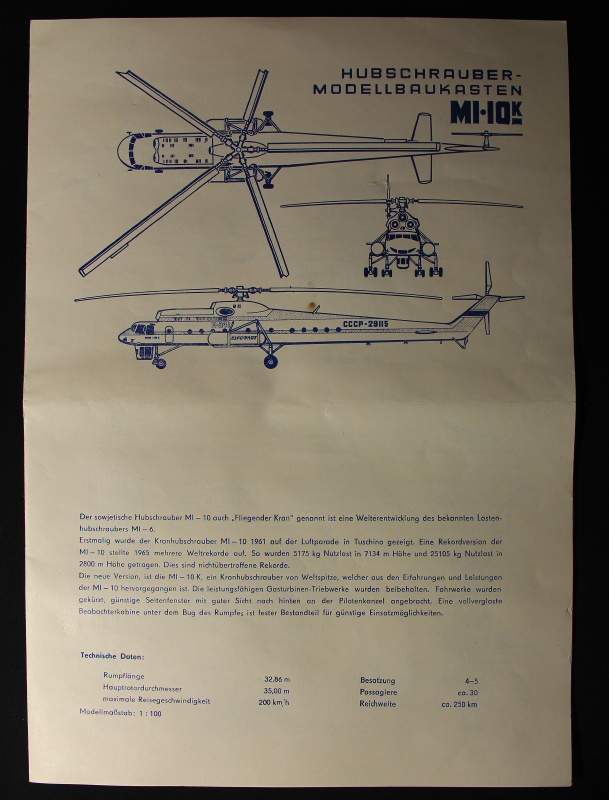 HUBSCHRAUBER-
MODELLBAUKASTEN
MI-10K
CCCP-29115
АЭРОФЛОТ
Der sowjetische Hubschrauber MI – 10 auch „Fliegender Kran“ genannt ist eine Weiterentwicklung des bekannten Lasten-
hubschraubers MI – 6.
Erstmalig wurde der Kranhubschrauber MI – 10 1961 auf der Luftparade in Tuschino gezeigt. Eine Rekordversion der
MI – 10 stellte 1965 mehrere Weltrekorde auf. So wurden 5175 kg Nutzlast in 7134 m Höhe und 25105 kg Nutzlast in
2800 m Höhe getragen. Dies sind nichtübertroffene Rekorde.
Die neue Version, ist die MI – 10 K, ein Kranhubschrauber von Weltspitze, welcher aus den Erfahrungen und Leistungen
der MI – 10 hervorgegangen ist. Die leistungsfähigen Gasturbinen-Triebwerke wurden beibehalten. Fahrwerke wurden
gekürzt, günstige Seitenfenster mit guter Sicht nach hinten an der Pilotenkanzel angebracht. Eine vollverglaste
Beobachterkabine unter dem Bug des Rumpfes ist fester Bestandteil für günstige Einsatzmöglichkeiten.
Technische Daten:
Rumpflänge 32,86 m Besatzung 4–5
Hauptrotordurchmesser 35,00 m Passagiere ca. 30
maximale Reisegeschwindigkeit 200 km/h Reichweite ca. 250 km
Modellmaßstab: 1 : 100